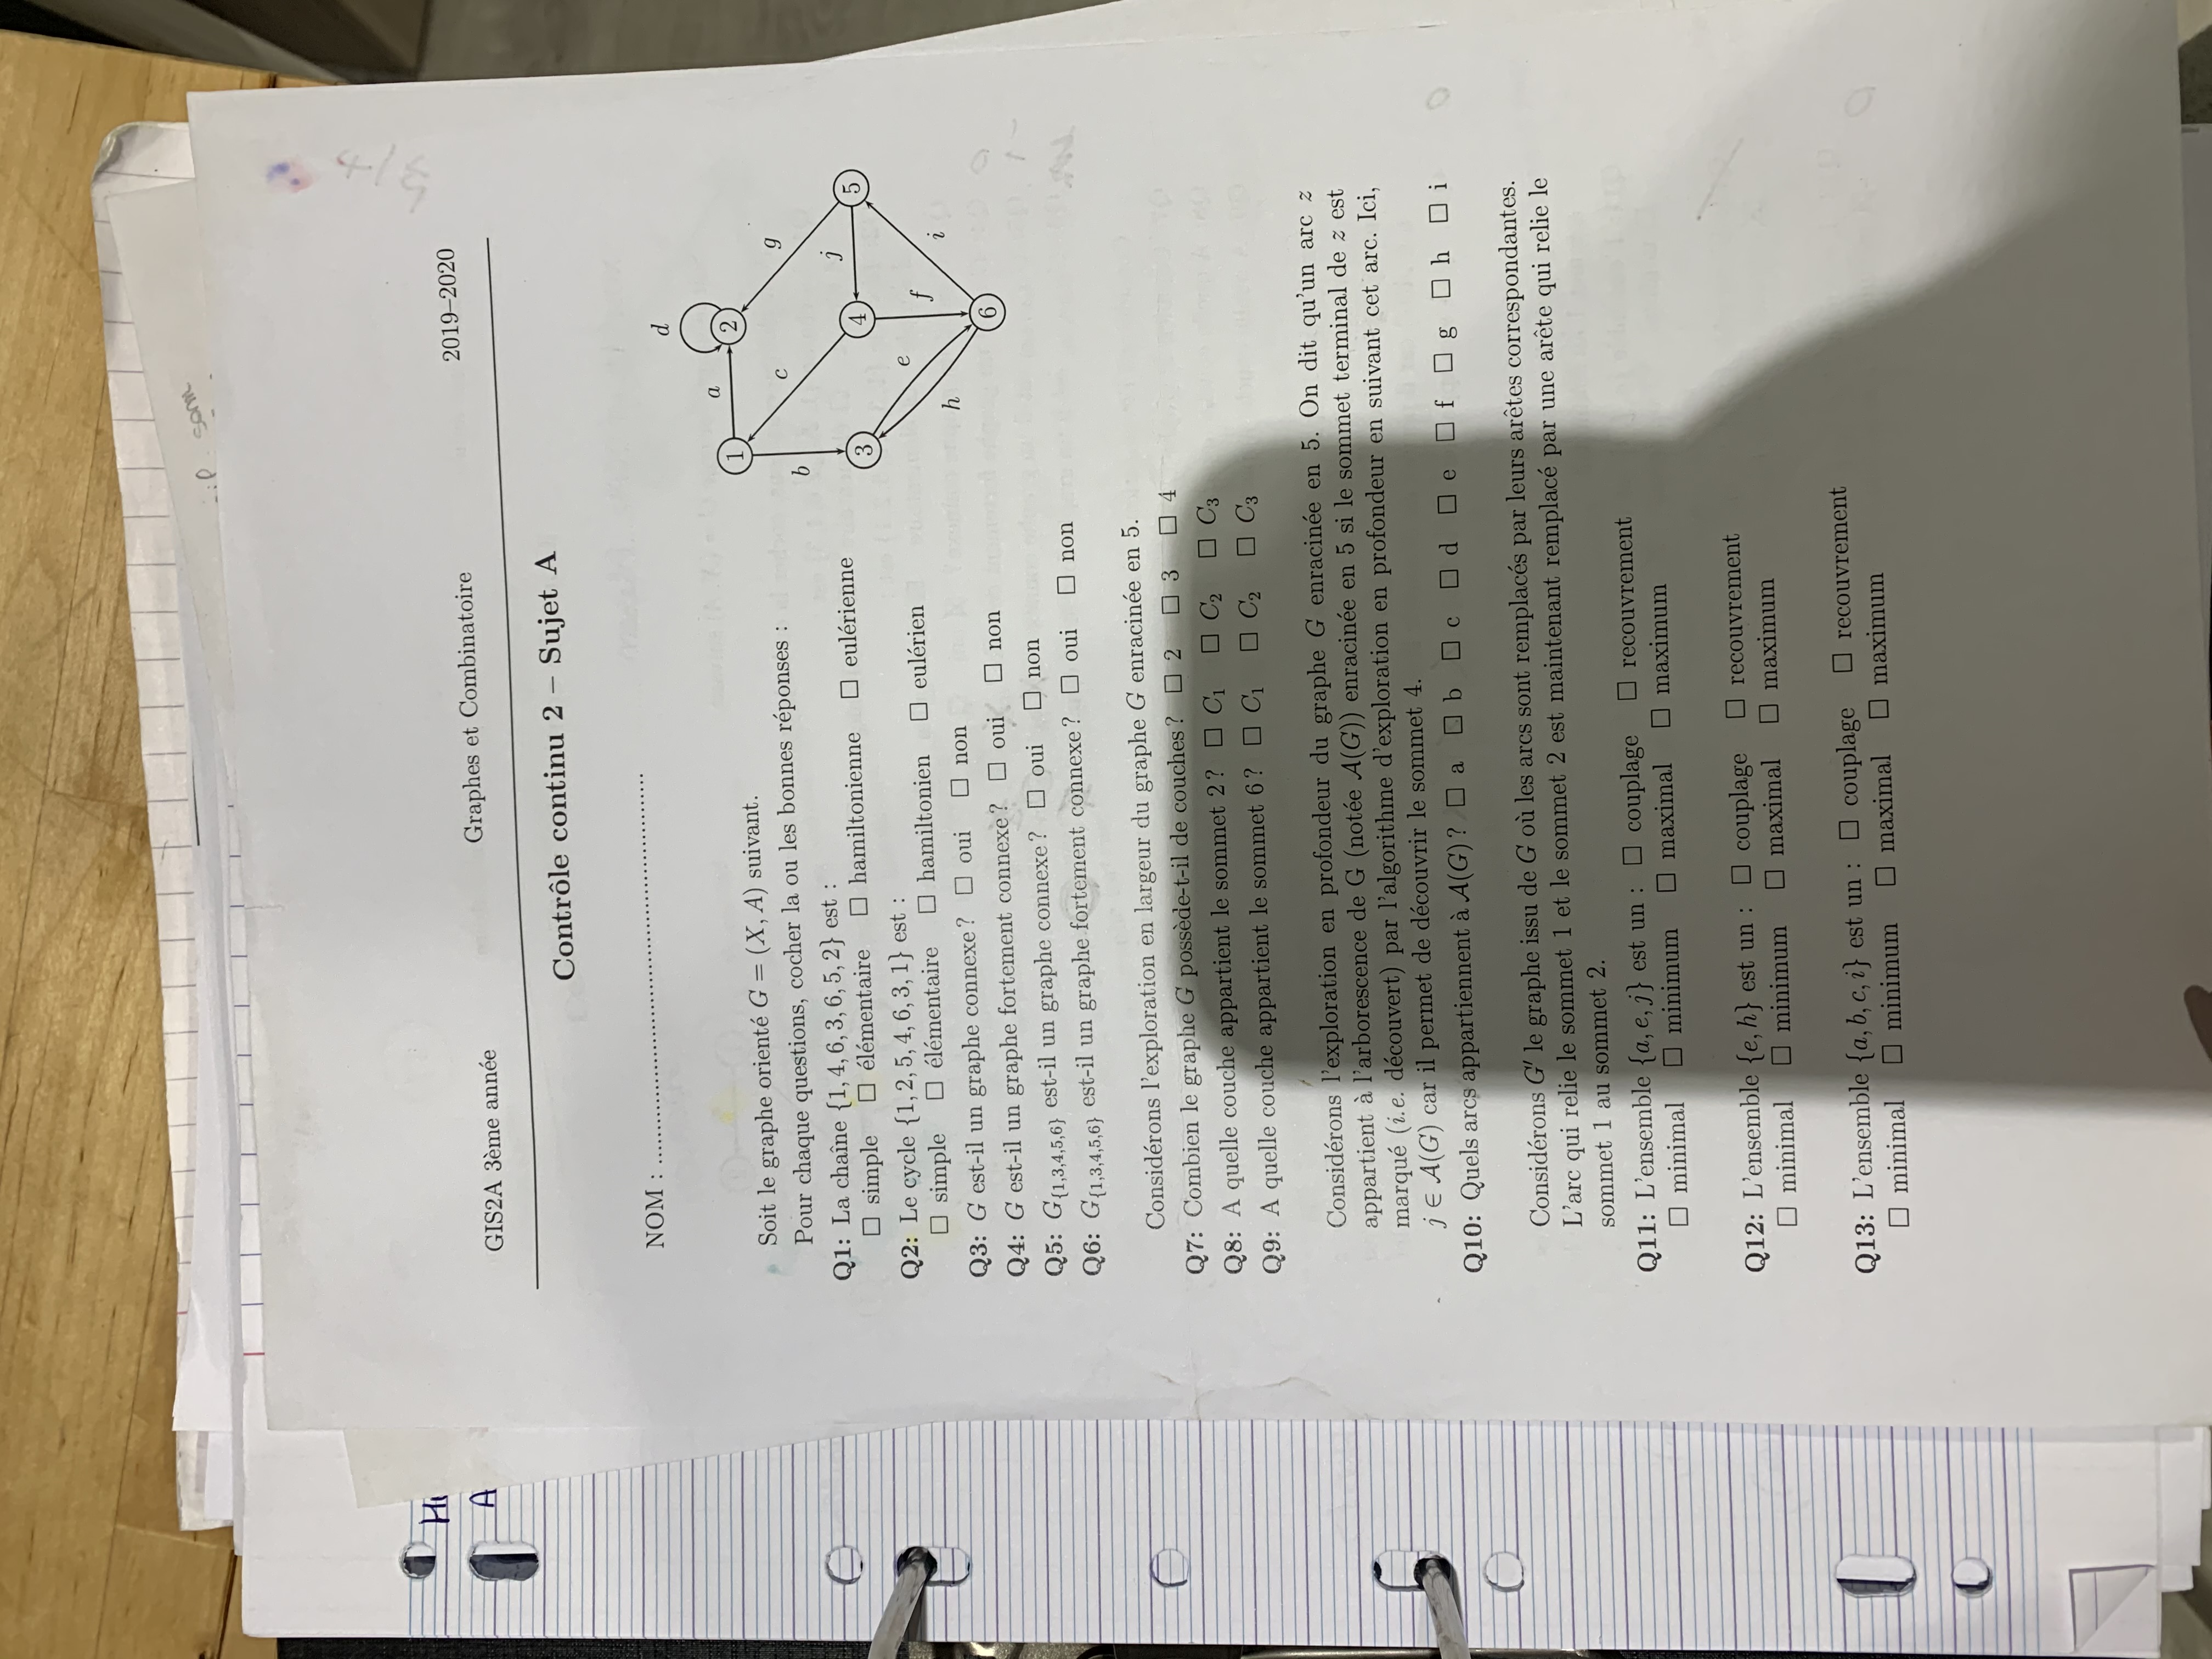 sont
Hu
A
GIS2A 3ème année Graphes et Combinatoire 2019–2020
Contrôle continu 2 – Sujet A
NOM : ..........................................................
Soit le graphe orienté G = (X, A) suivant.
Pour chaque questions, cocher la ou les bonnes réponses :
Q1: La chaîne {1, 4, 6, 3, 6, 5, 2} est :
☐ simple ☐ élémentaire ☐ hamiltonienne ☐ eulérienne
Q2: Le cycle {1, 2, 5, 4, 6, 3, 1} est :
☐ simple ☐ élémentaire ☐ hamiltonien ☐ eulérien
Q3: G est-il un graphe connexe ? ☐ oui ☐ non
Q4: G est-il un graphe fortement connexe ? ☐ oui ☐ non
Q5: G{1,3,4,5,6} est-il un graphe connexe ? ☐ oui ☐ non
Q6: G{1,3,4,5,6} est-il un graphe fortement connexe ? ☐ oui ☐ non
d
1 a 2
b c g
3 4 j 5
e f i
h
6
Considérons l'exploration en largeur du graphe G enracinée en 5.
Q7: Combien le graphe G possède-t-il de couches ? ☐ 2 ☐ 3 ☐ 4
Q8: A quelle couche appartient le sommet 2 ? ☐ C1 ☐ C2 ☐ C3
Q9: A quelle couche appartient le sommet 6 ? ☐ C1 ☐ C2 ☐ C3
Considérons l'exploration en profondeur du graphe G enracinée en 5. On dit qu'un arc z
appartient à l'arborescence de G (notée A(G)) enracinée en 5 si le sommet terminal de z est
marqué (i.e. découvert) par l'algorithme d'exploration en profondeur en suivant cet arc. Ici,
j ∈ A(G) car il permet de découvrir le sommet 4.
Q10: Quels arcs appartiennent à A(G) ? ☐ a ☐ b ☐ c ☐ d ☐ e ☐ f ☐ g ☐ h ☐ i
Considérons G′ le graphe issu de G où les arcs sont remplacés par leurs arêtes correspondantes.
L'arc qui relie le sommet 1 et le sommet 2 est maintenant remplacé par une arête qui relie le
sommet 1 au sommet 2.
Q11: L'ensemble {a, e, j} est un : ☐ couplage ☐ recouvrement
☐ minimal ☐ minimum ☐ maximal ☐ maximum
Q12: L'ensemble {e, h} est un : ☐ couplage ☐ recouvrement
☐ minimal ☐ minimum ☐ maximal ☐ maximum
Q13: L'ensemble {a, b, c, i} est un : ☐ couplage ☐ recouvrement
☐ minimal ☐ minimum ☐ maximal ☐ maximum